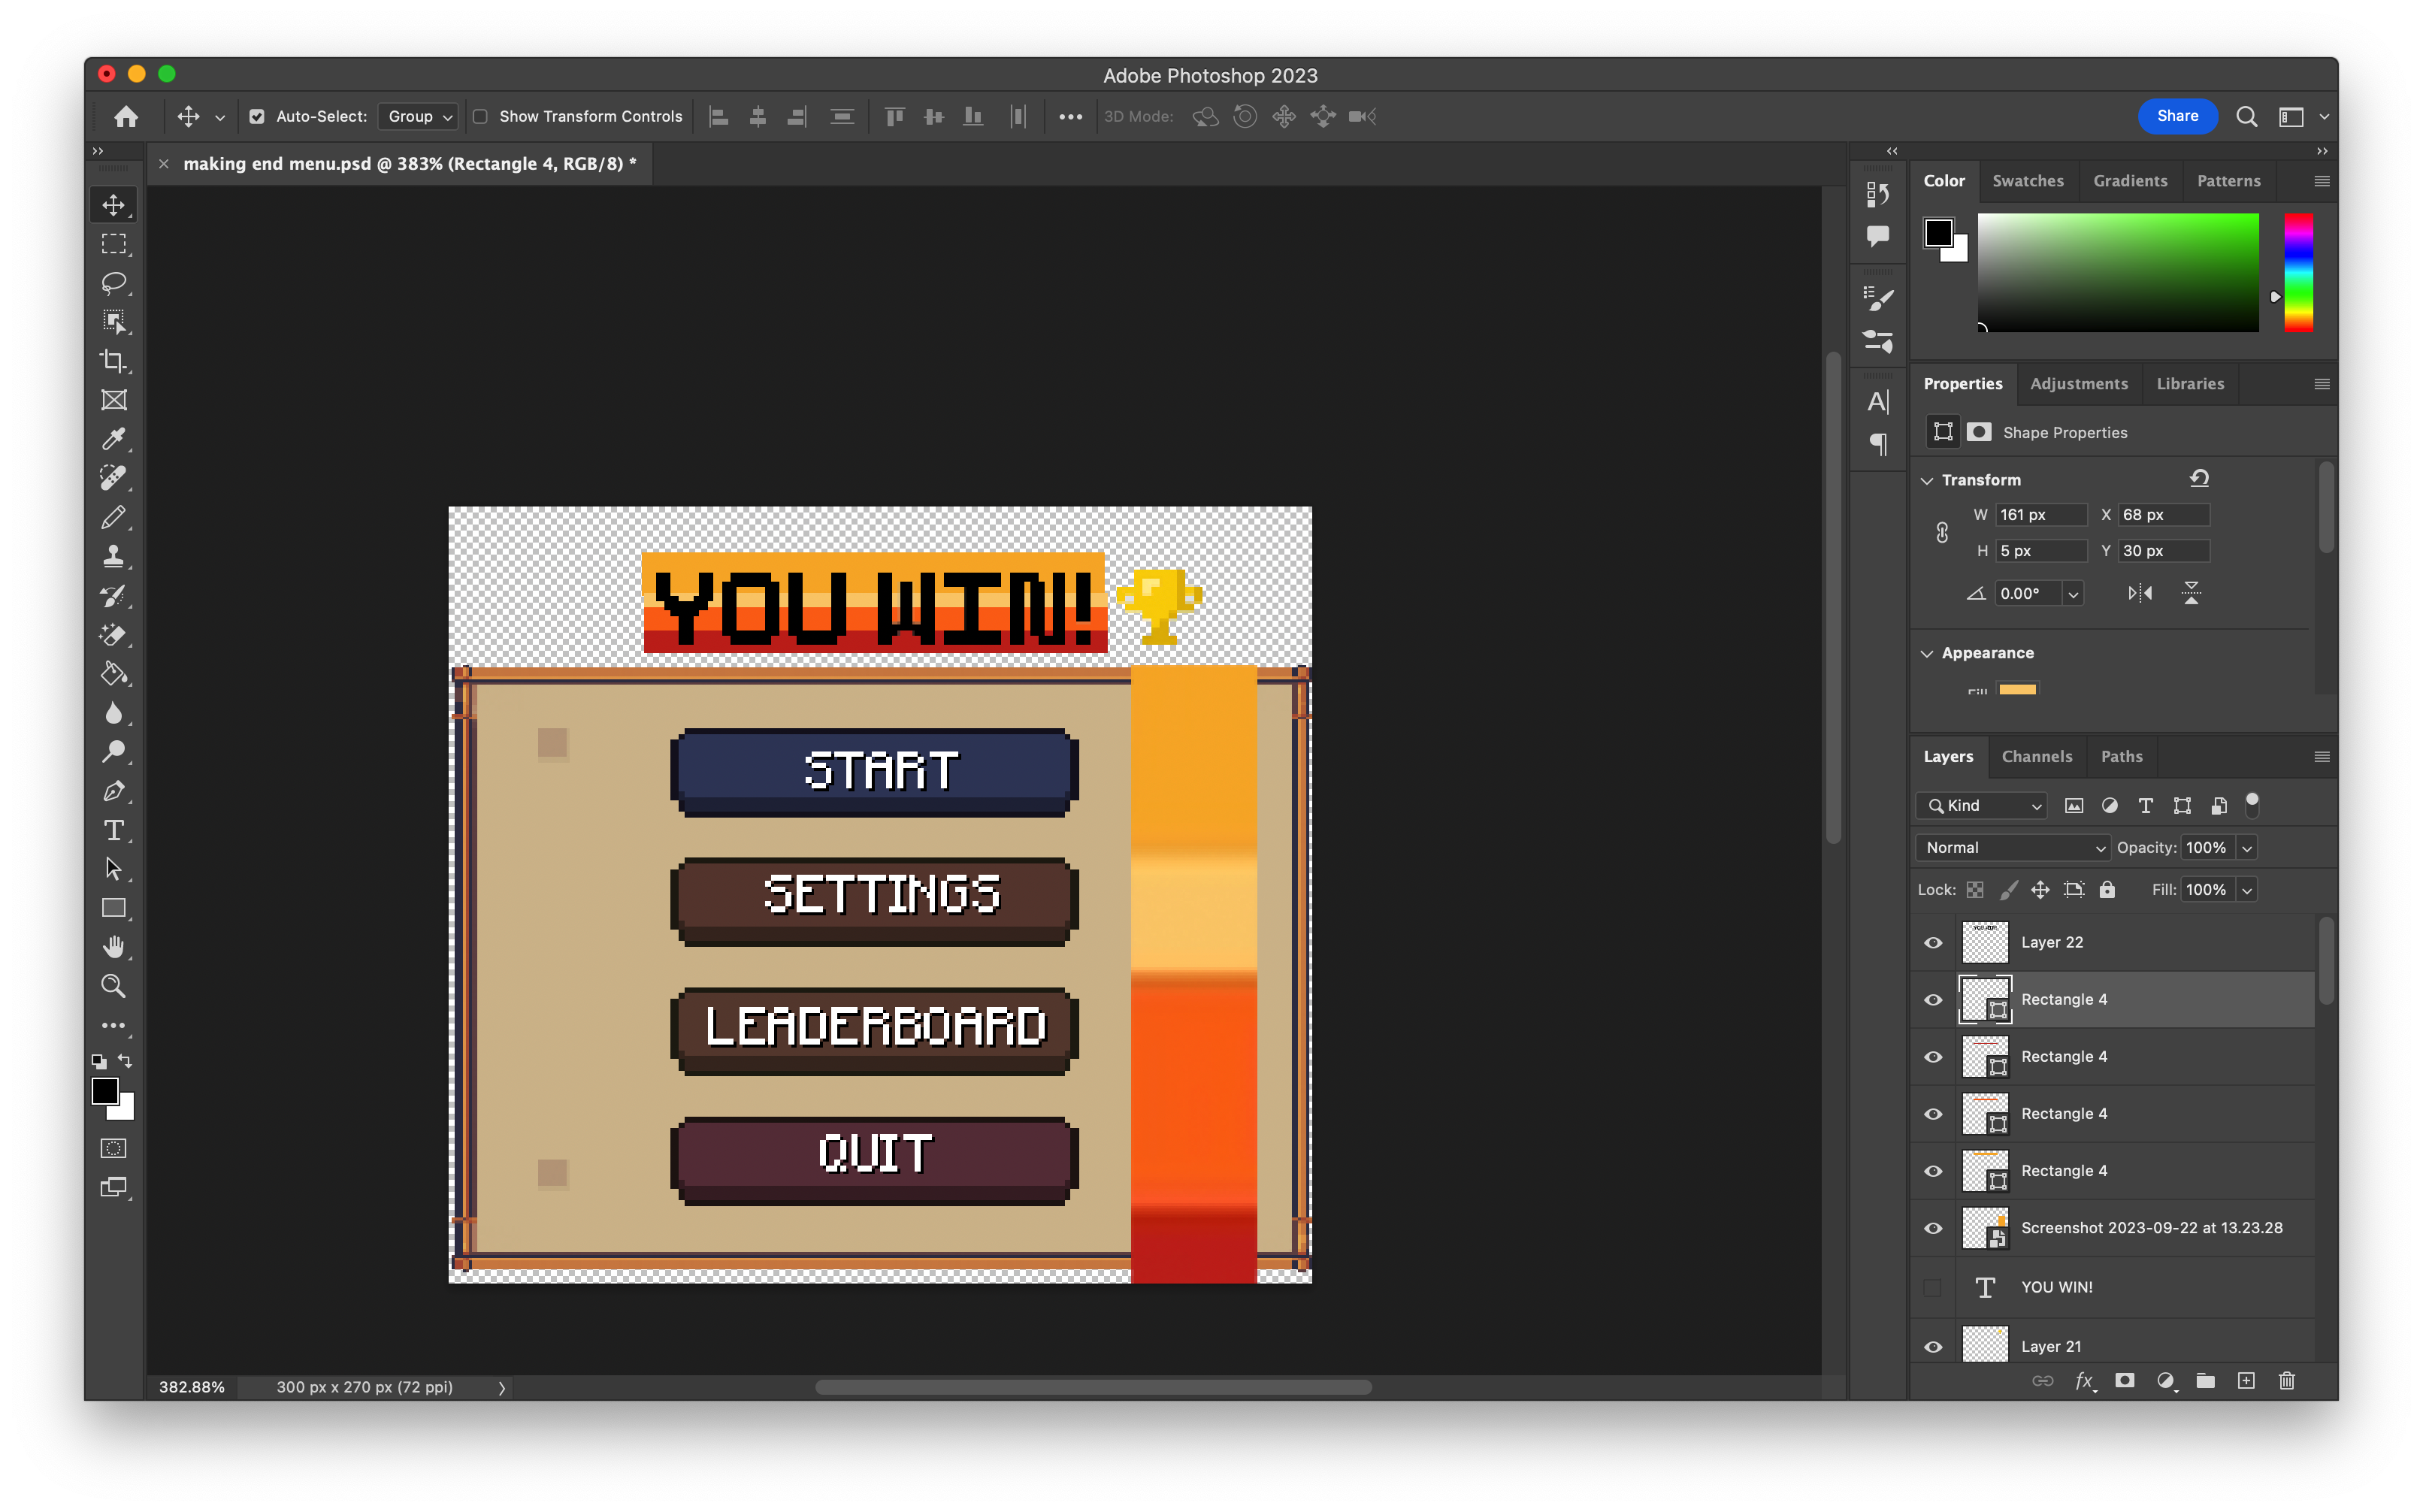 Adobe Photoshop 2023
Auto-Select: Group Show Transform Controls 3D Mode: Share
making end menu.psd @ 383% (Rectangle 4, RGB/8) *
Color Swatches Gradients Patterns
Properties Adjustments Libraries
Shape Properties
Transform
W 161 px X 68 px
H 5 px Y 30 px
0.00°
Appearance
Fill
YOU WIN!
START
SETTINGS
LEADERBOARD
QUIT
Layers Channels Paths
Kind
Normal Opacity: 100%
Lock: Fill: 100%
Layer 22
Rectangle 4
Rectangle 4
Rectangle 4
Rectangle 4
Screenshot 2023-09-22 at 13.23.28
YOU WIN!
Layer 21
382.88% 300 px x 270 px (72 ppi)